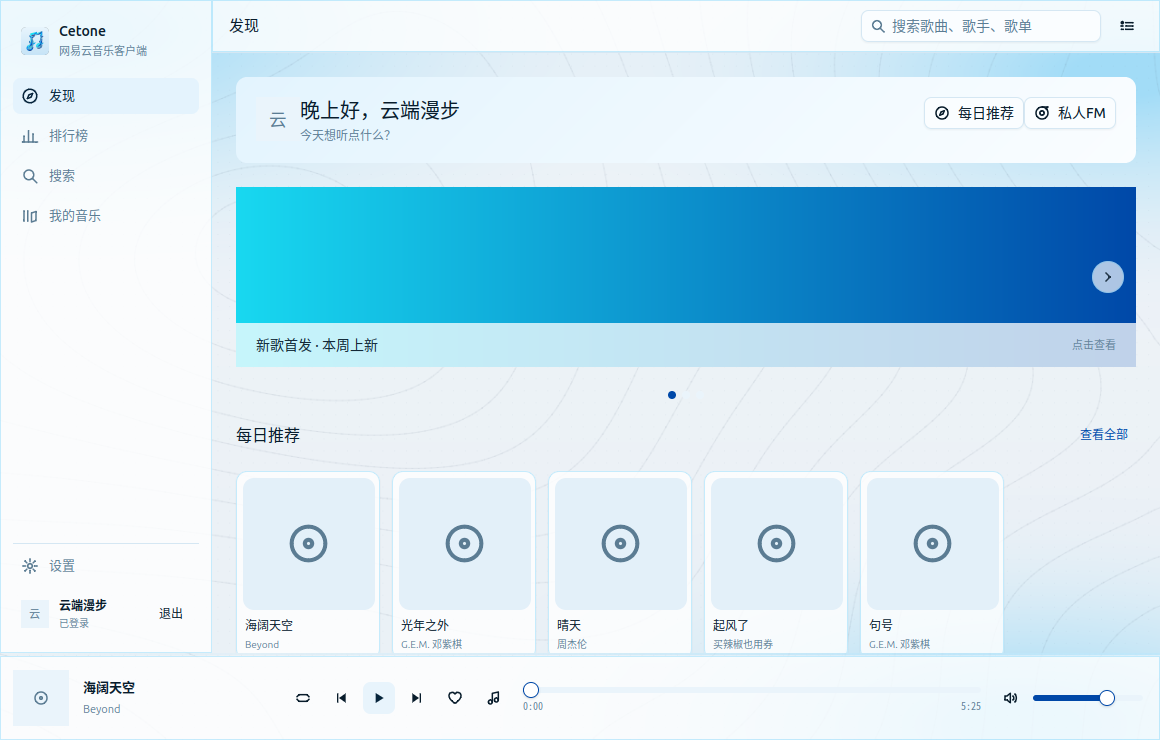 Cetone
网易云音乐客户端
发现
排行榜
搜索
我的音乐
设置
云
云端漫步
已登录
退出
发现
搜索歌曲、歌手、歌单
云
晚上好，云端漫步
今天想听点什么？
每日推荐
私人FM
新歌首发 · 本周上新
点击查看
每日推荐
查看全部
海阔天空
Beyond
光年之外
G.E.M. 邓紫棋
晴天
周杰伦
起风了
买辣椒也用券
句号
G.E.M. 邓紫棋
海阔天空
Beyond
0:00
5:25